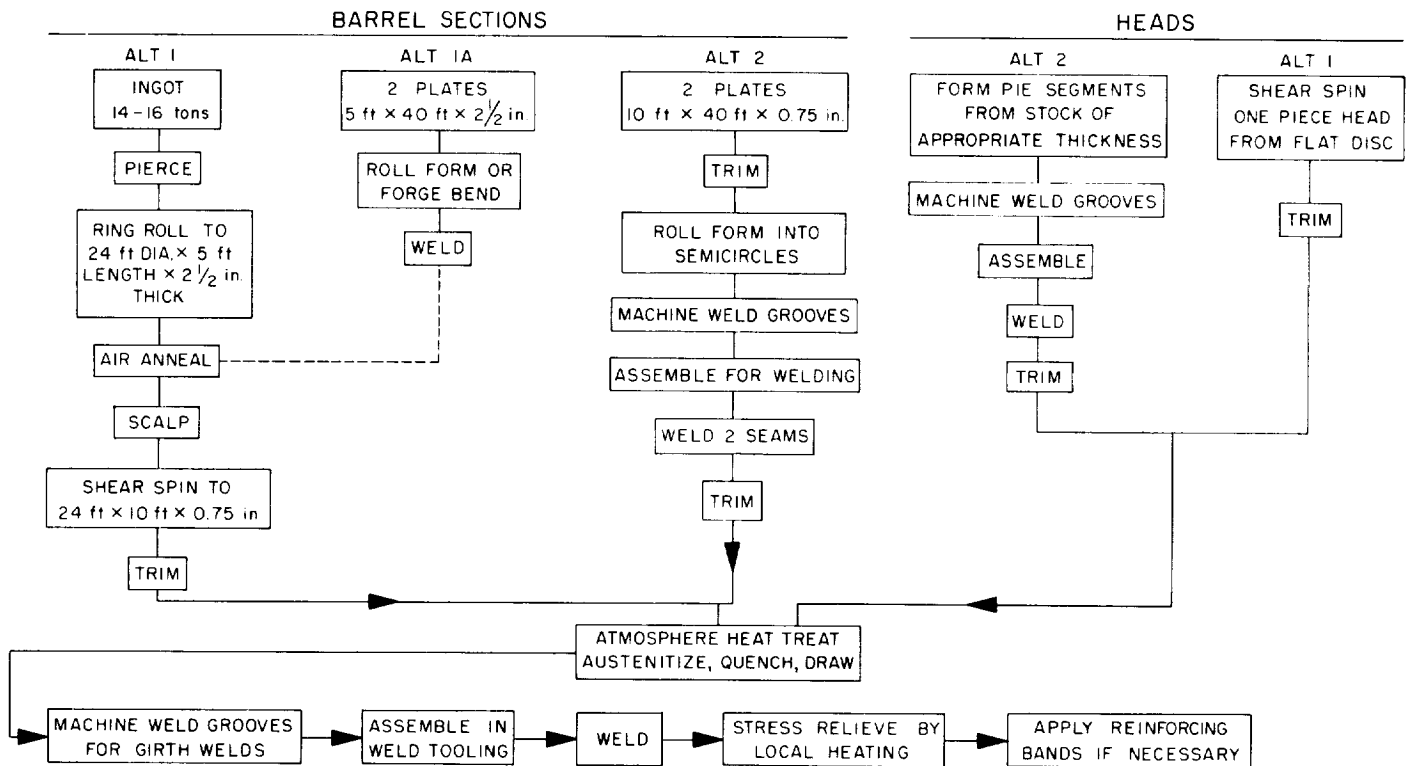 BARREL SECTIONS
HEADS
ALT 1
INGOT
14-16 tons
PIERCE
RING ROLL TO
24 ft DIA. × 5 ft
LENGTH × 2 1/2 in.
THICK
AIR ANNEAL
SCALP
SHEAR SPIN TO
24 ft × 10 ft × 0.75 in
TRIM
ALT 1A
2 PLATES
5 ft × 40 ft × 2 1/2 in.
ROLL FORM OR
FORGE BEND
WELD
ALT 2
2 PLATES
10 ft × 40 ft × 0.75 in.
TRIM
ROLL FORM INTO
SEMICIRCLES
MACHINE WELD GROOVES
ASSEMBLE FOR WELDING
WELD 2 SEAMS
TRIM
ALT 2
FORM PIE SEGMENTS
FROM STOCK OF
APPROPRIATE THICKNESS
MACHINE WELD GROOVES
ASSEMBLE
WELD
TRIM
ALT 1
SHEAR SPIN
ONE PIECE HEAD
FROM FLAT DISC
TRIM
ATMOSPHERE HEAT TREAT
AUSTENITIZE, QUENCH, DRAW
MACHINE WELD GROOVES
FOR GIRTH WELDS
ASSEMBLE IN
WELD TOOLING
WELD
STRESS RELIEVE BY
LOCAL HEATING
APPLY REINFORCING
BANDS IF NECESSARY